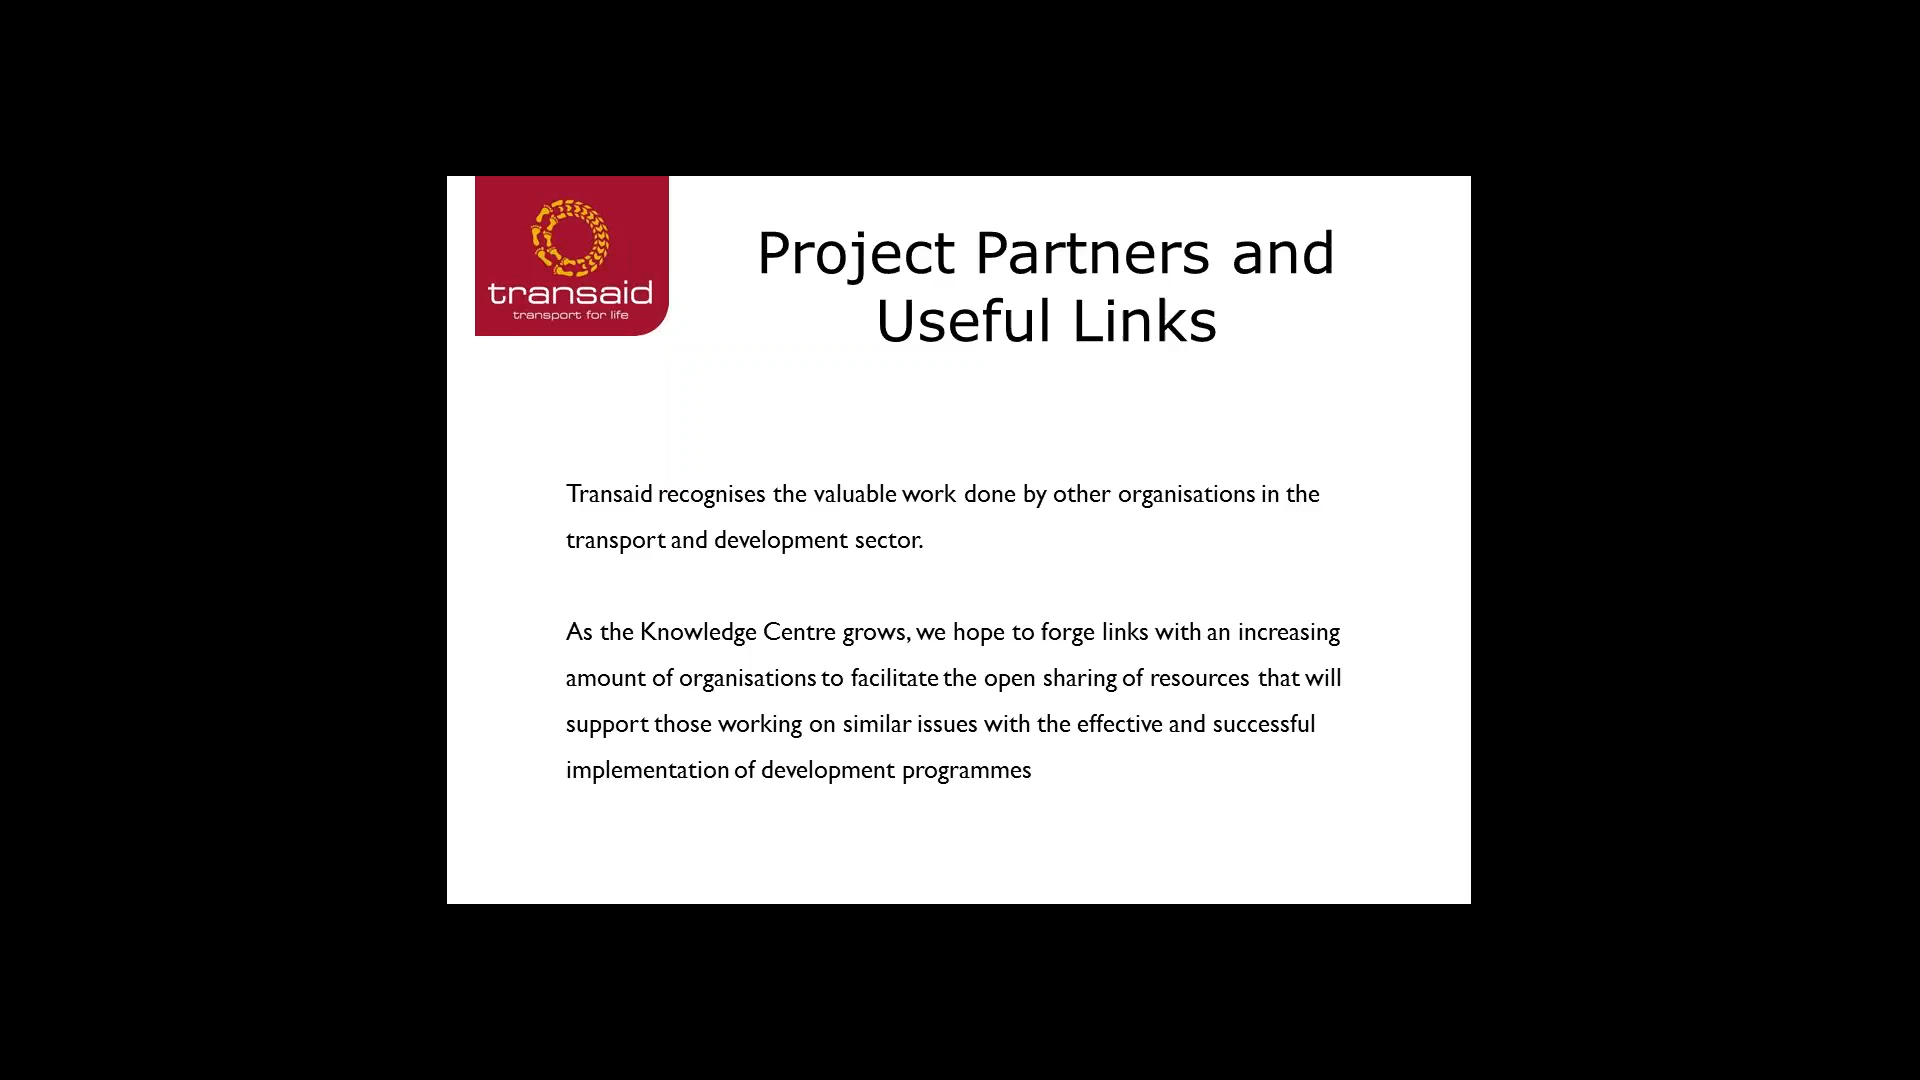 transaid
transport for life
Project Partners and
Useful Links
Transaid recognises the valuable work done by other organisations in the
transport and development sector.
As the Knowledge Centre grows, we hope to forge links with an increasing
amount of organisations to facilitate the open sharing of resources that will
support those working on similar issues with the effective and successful
implementation of development programmes